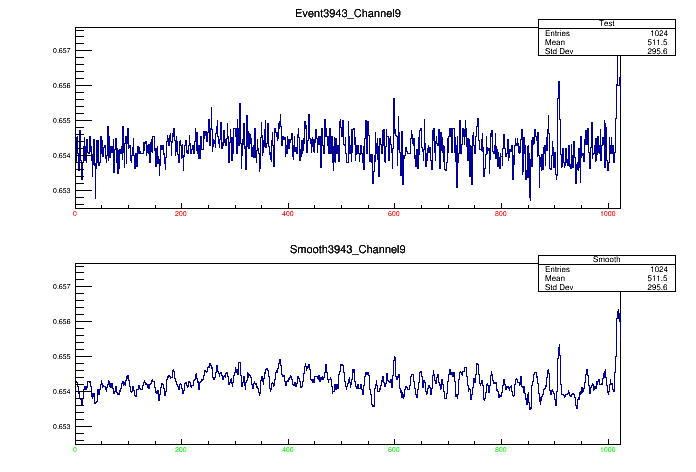 Event3943_Channel9
Test
Entries 1024
Mean 511.5
Std Dev 295.6
0.657
0.656
0.655
0.654
0.653
0 200 400 600 800 1000
Smooth3943_Channel9
Smooth
Entries 1024
Mean 511.5
Std Dev 295.6
0.657
0.656
0.655
0.654
0.653
0 200 400 600 800 1000